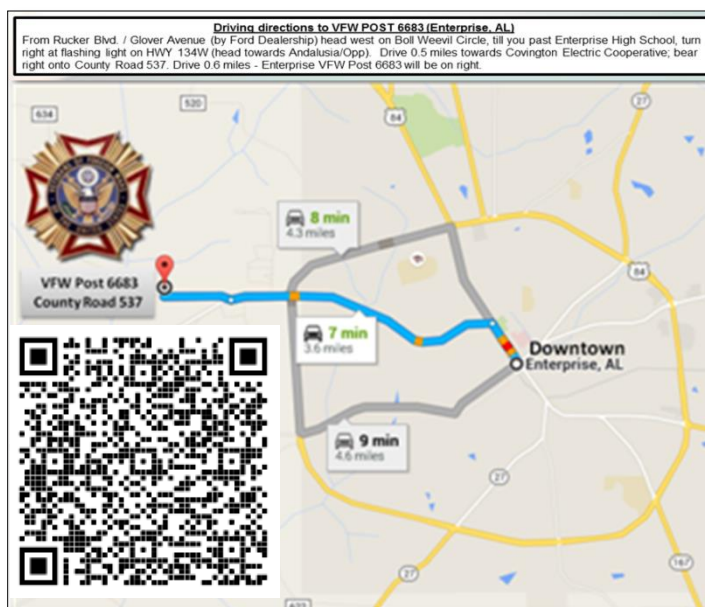 Driving directions to VFW POST 6683 (Enterprise, AL)
From Rucker Blvd. / Glover Avenue (by Ford Dealership) head west on Boll Weevil Circle, till you past Enterprise High School, turn
right at flashing light on HWY 134W (head towards Andalusia/Opp).  Drive 0.5 miles towards Covington Electric Cooperative; bear
right onto County Road 537. Drive 0.6 miles - Enterprise VFW Post 6683 will be on right.
634
520
84
27
8 min
4.3 miles
84
VFW Post 6683
County Road 537
7 min
3.6 miles
Downtown
Enterprise, AL
9 min
4.6 miles
27
167
27